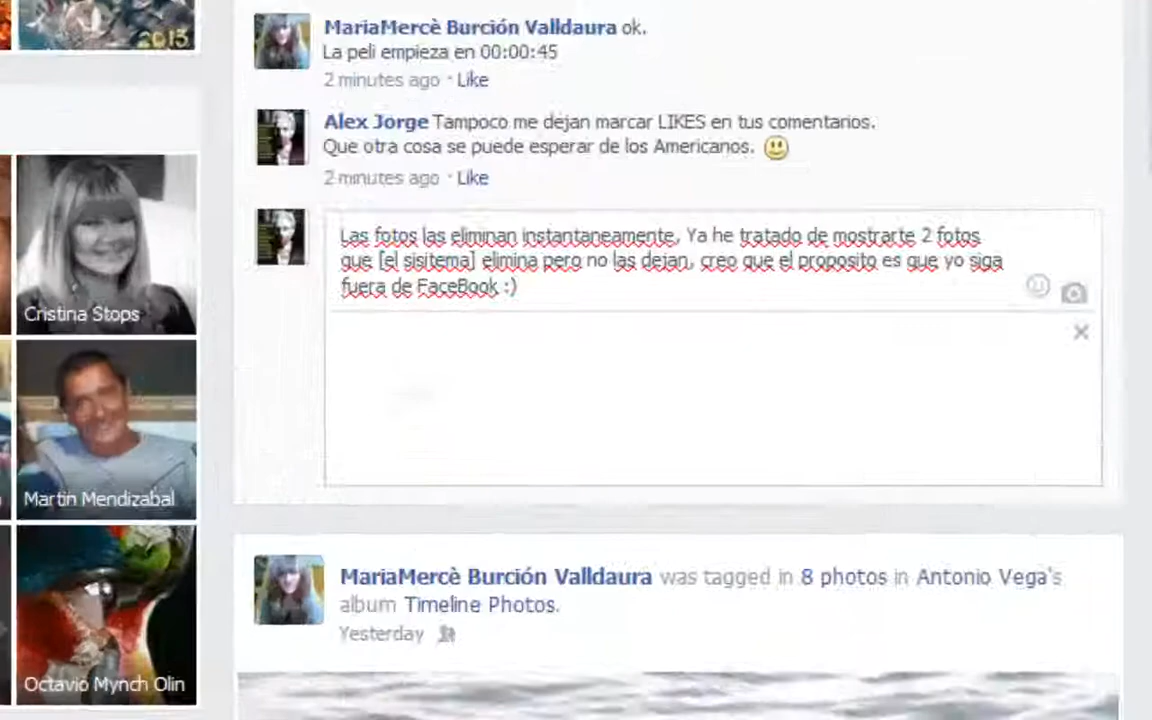 2013
MariaMercè Burción Valldaura ok.
La peli empieza en 00:00:45
2 minutes ago · Like
Alex Jorge Tampoco me dejan marcar LIKES en tus comentarios.
Que otra cosa se puede esperar de los Americanos.
2 minutes ago · Like
Las fotos las eliminan instantaneamente, Ya he tratado de mostrarte 2 fotos
que [el sisitema] elimina pero no las dejan, creo que el proposito es que yo siga
fuera de FaceBook :)
Cristina Stops
Martin Mendizabal
Octavio Mynch Olin
MariaMercè Burción Valldaura was tagged in 8 photos in Antonio Vega's
album Timeline Photos.
Yesterday